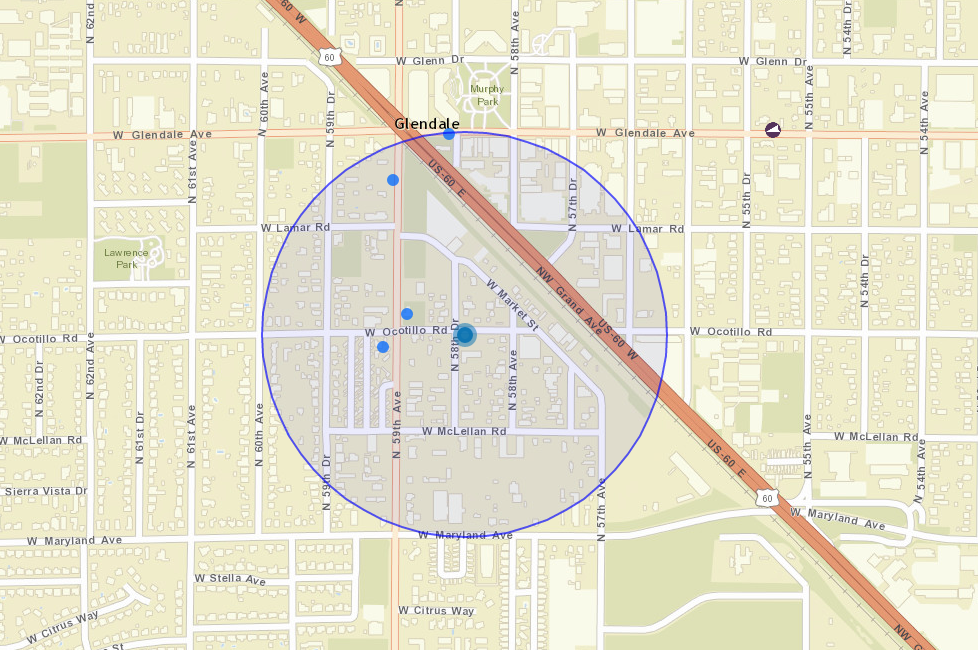 N 62nd
60 W
N
N 58th Ave
N 54th Dr
60
W Glenn Dr
W Glenn Dr
N 60th Ave
N 59th Dr
Murphy
Park
N 55th Ave
N 54th Ave
Glendale
W Glendale Ave
W Glendale Ave
N 61st Ave
US-60 E
N 57th Dr
N 55th Dr
W Lamar Rd
W Lamar Rd
Lawrence
Park
N 54th Dr
NW Grand Ave
W Market St
W Ocotillo Rd
W Ocotillo Rd
W Ocotillo Rd
US-60 W
N 62nd Ave
N 58th Dr
N 62nd Dr
N 58th Ave
N 61st Dr
N 61st Ave
N 60th Ave
N 59th Ave
W McLellan Rd
W McLellan Rd
W McLellan Rd
N 55th Ave
N 54th Ave
US-60 E
N 59th Dr
N 57th Ave
Sierra Vista Dr
60
W Maryland Ave
W Maryland Ave
W Maryland Ave
W Stella Ave
W Citrus Way
W Citrus Way
NW G
St